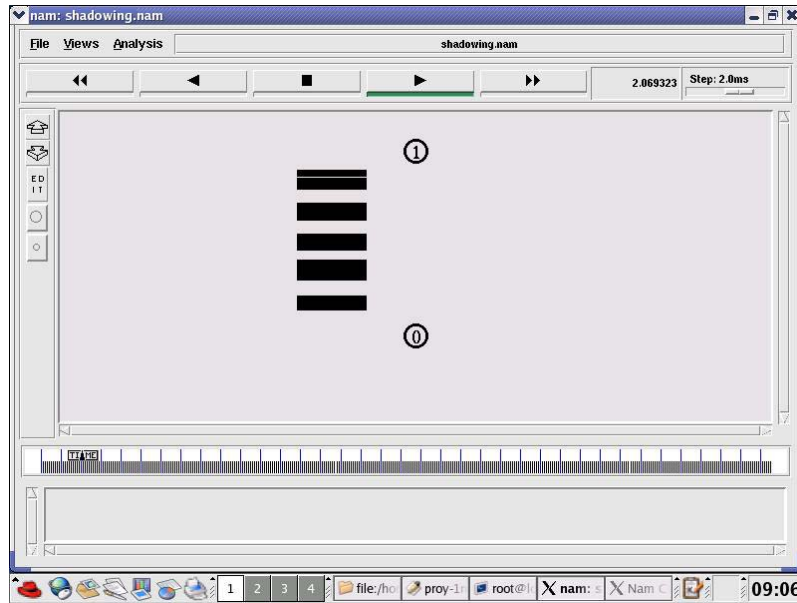 nam: shadowing.nam
File Views Analysis shadowing.nam
2.069323 Step: 2.0ms
ED
IT
1
0
TIME
1 2 3 4 file:/ho proy-1n root@l nam: s Nam C 09:06